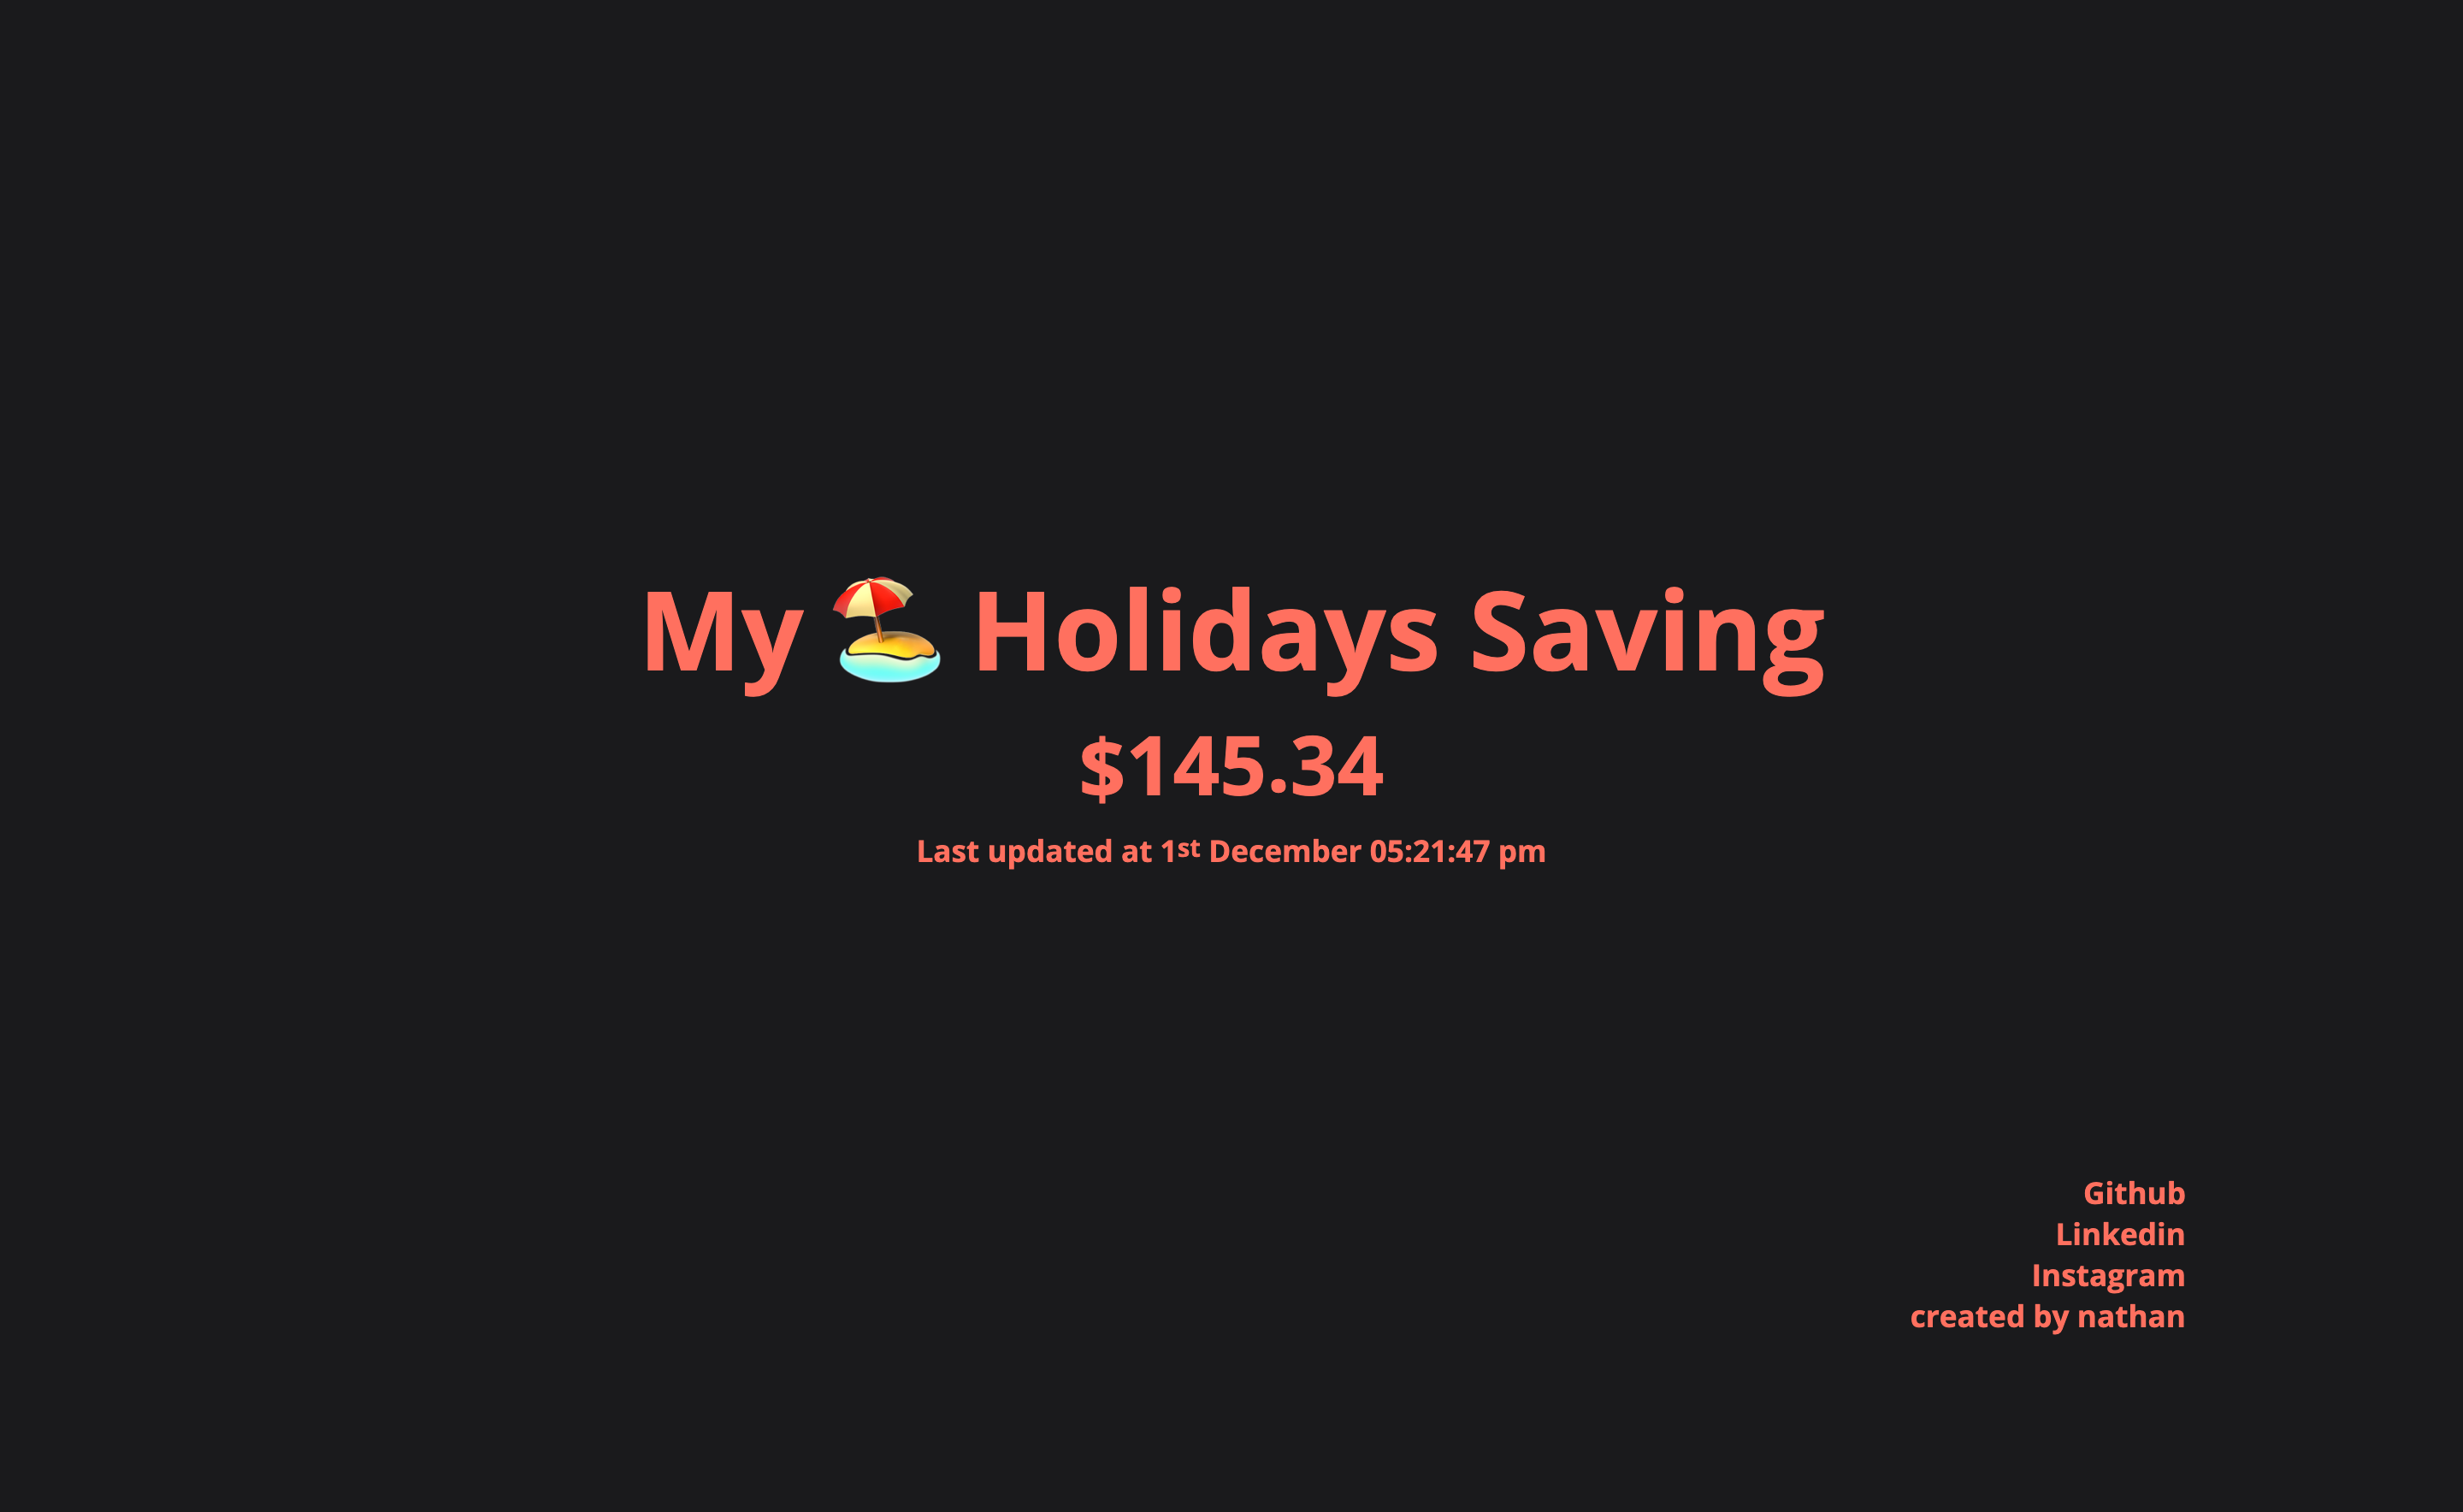 My 🏖️ Holidays Saving
$145.34
Last updated at 1st December 05:21:47 pm
Github
Linkedin
Instagram
created by nathan